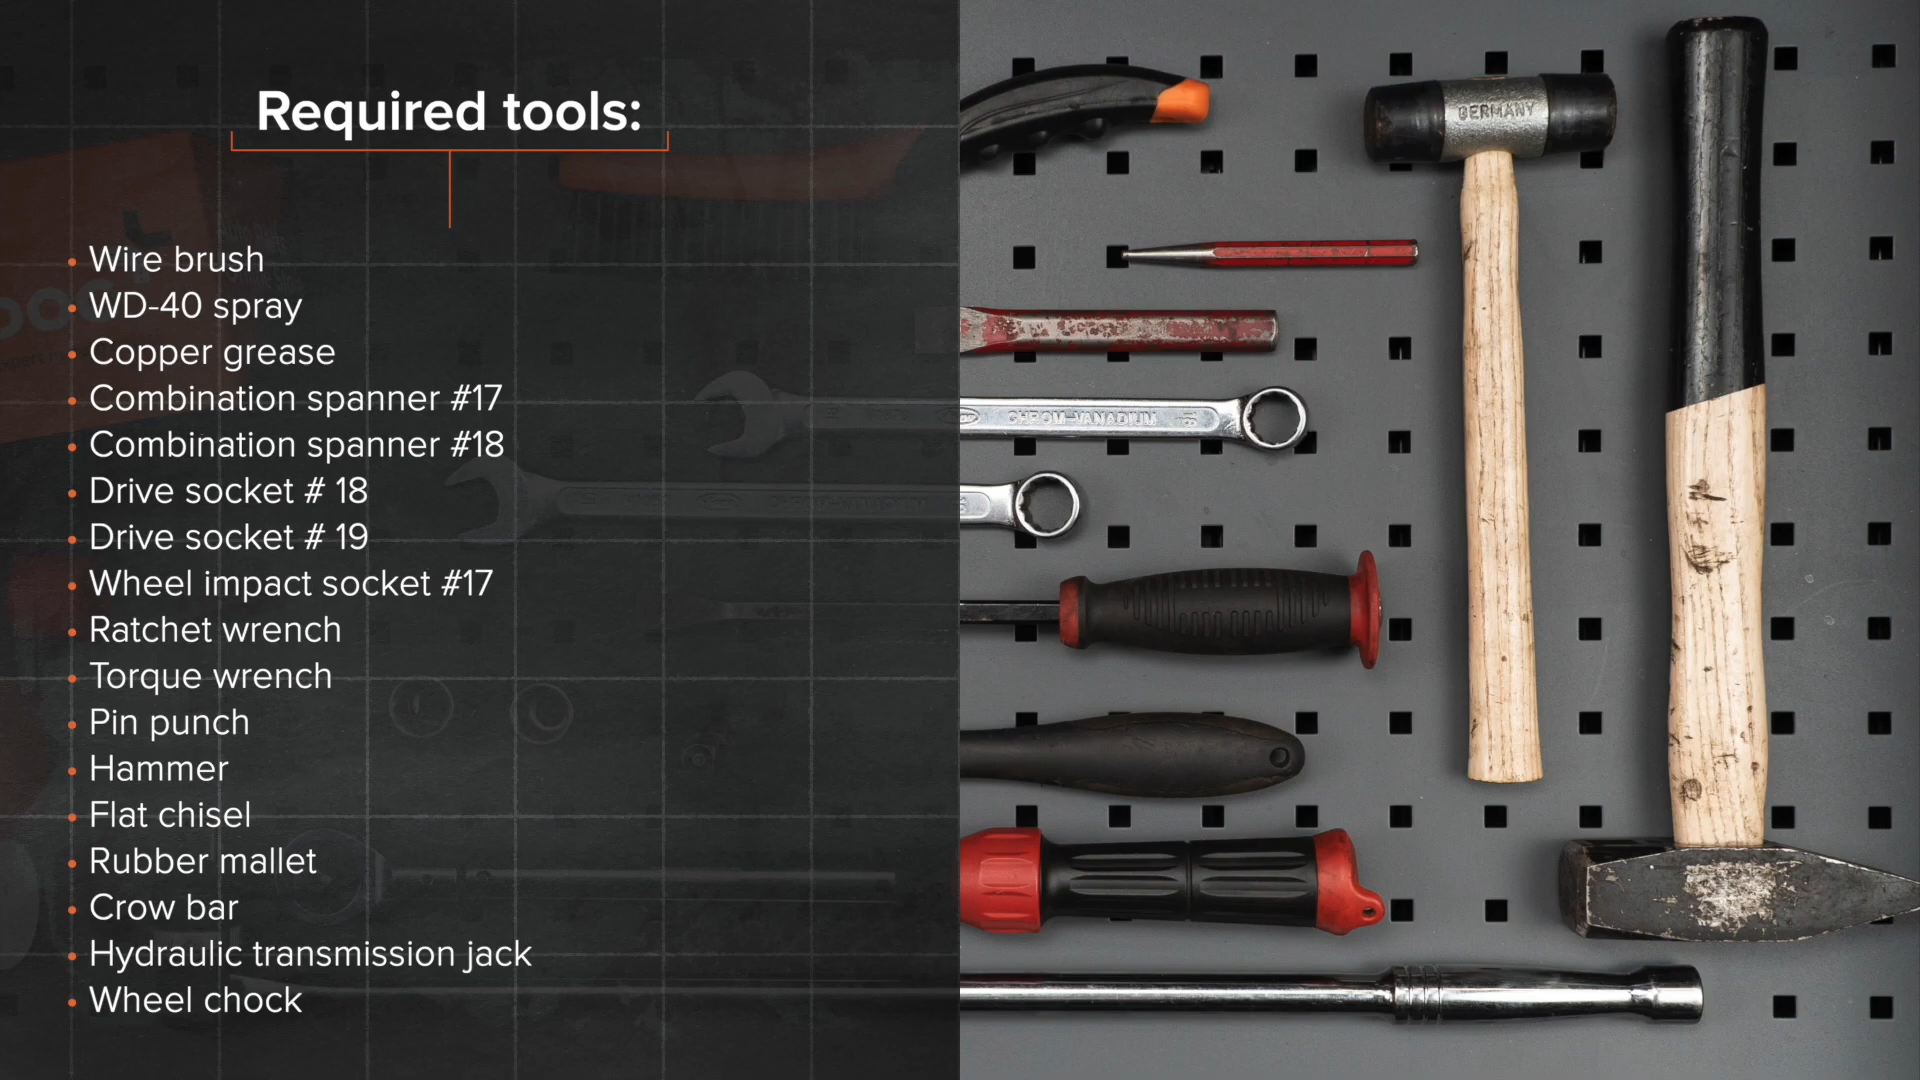 Required tools:
Wire brush
WD-40 spray
Copper grease
Combination spanner #17
Combination spanner #18
Drive socket # 18
Drive socket # 19
Wheel impact socket #17
Ratchet wrench
Torque wrench
Pin punch
Hammer
Flat chisel
Rubber mallet
Crow bar
Hydraulic transmission jack
Wheel chock
GERMANY
CHROM-VANADIUM 18